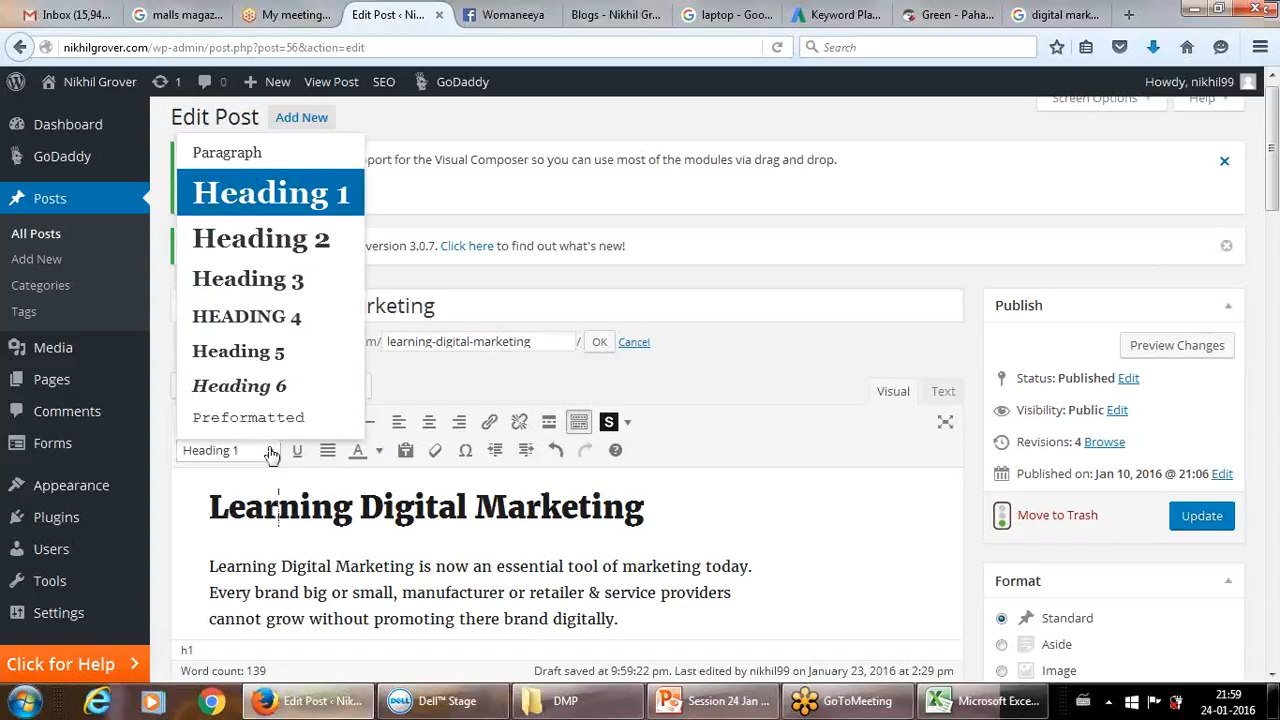 Inbox (15,94...
malls magaz...
My meeting...
Edit Post ‹ Ni...
Womaneeya
Blogs - Nikhil Gr...
laptop - Goo...
Keyword Pla...
Green - Paha...
digital mark...
nikhilgrover.com/wp-admin/post.php?post=56&action=edit
Search
Nikhil Grover
1
0
New
View Post
SEO
GoDaddy
Howdy, nikhil99
Dashboard
GoDaddy
Posts
All Posts
Add New
Categories
Tags
Media
Pages
Comments
Forms
Appearance
Plugins
Users
Tools
Settings
Click for Help
Edit Post
Add New
Screen Options
Help
Paragraph
Heading 1
Heading 2
Heading 3
HEADING 4
Heading 5
Heading 6
Preformatted
port for the Visual Composer so you can use most of the modules via drag and drop.
version 3.0.7. Click here to find out what's new!
rketing
m/ learning-digital-marketing / OK Cancel
Visual
Text
S
Heading 1
U
A
Ω
Learning Digital Marketing
Learning Digital Marketing is now an essential tool of marketing today.
Every brand big or small, manufacturer or retailer & service providers
cannot grow without promoting there brand digitally.
h1
Word count: 139
Draft saved at 9:59:22 pm. Last edited by nikhil99 on January 23, 2016 at 2:29 pm
Publish
Preview Changes
Status: Published Edit
Visibility: Public Edit
Revisions: 4 Browse
Published on: Jan 10, 2016 @ 21:06 Edit
Move to Trash
Update
Format
Standard
Aside
Image
Edit Post ‹ Nik...
Dell™ Stage
DMP
Session 24 Jan ...
GoToMeeting
Microsoft Exce...
21:59
24-01-2016